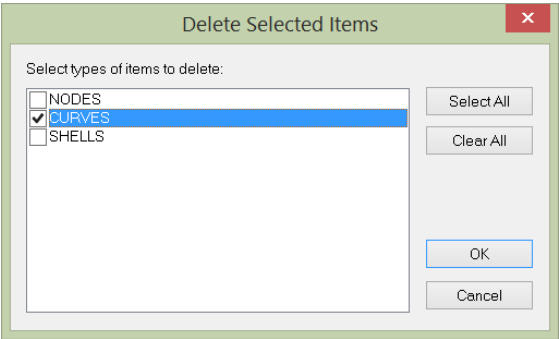 Delete Selected Items
Select types of items to delete:
NODES
CURVES
SHELLS
Select All
Clear All
OK
Cancel